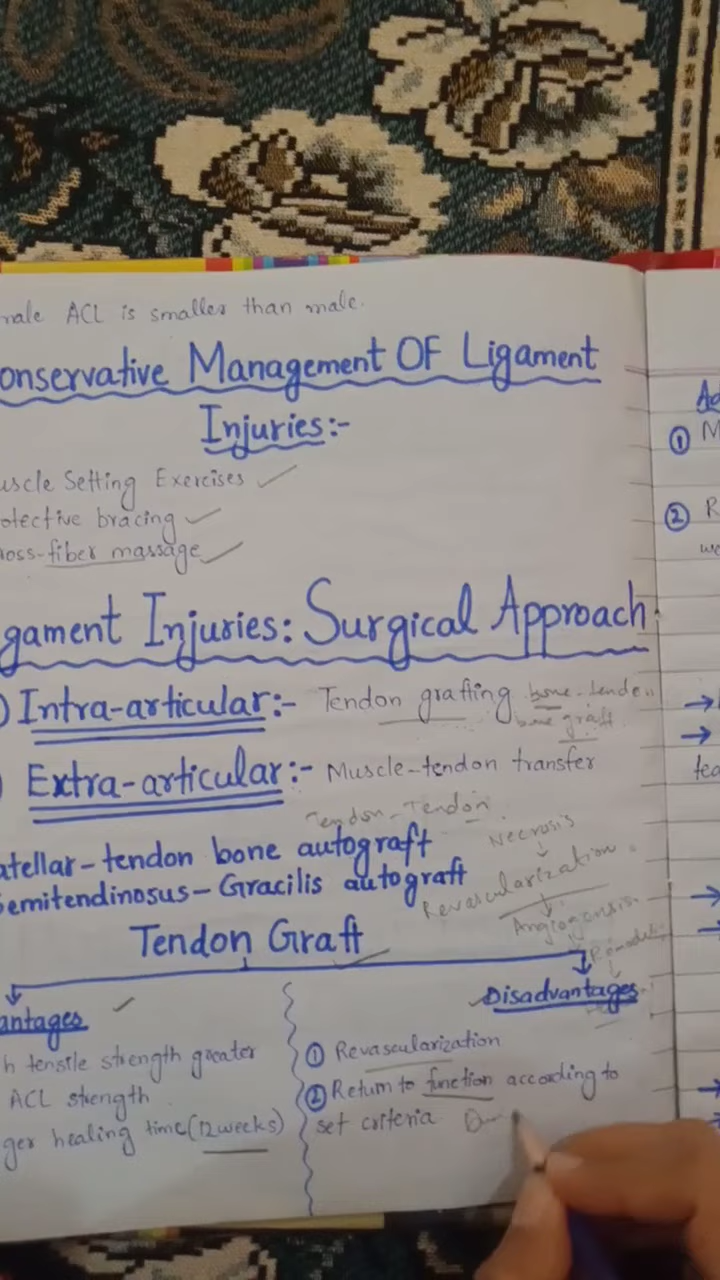 male ACL is smaller than male.
onservative Management OF Ligament
Injuries:-
uscle Setting Exercises
otective bracing
oss-fiber massage
gament Injuries: Surgical Approach
Intra-articular:- Tendon grafting bone-tendon
bone graft
Extra-articular:- Muscle-tendon transfer
Tendon-Tendon
atellar-tendon bone autograft
emitendinosus-Gracilis autograft
Necrosis
Revascularization
Angiogenesis
Tendon Graft
antages
Disadvantages
h tensile strength greater
ACL strength
ger healing time (12 weeks)
① Revascularization
② Return to function according to
set criteria
Ad
① M
② R